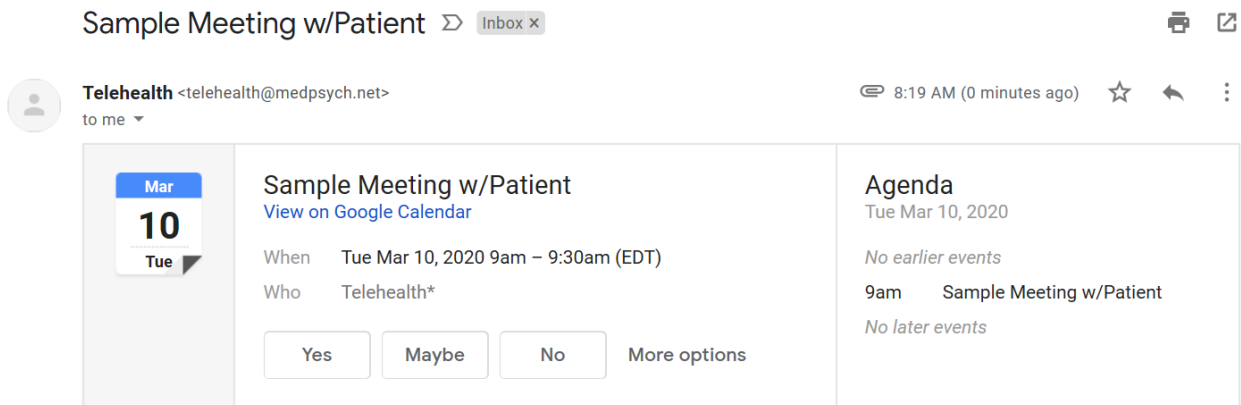 Sample Meeting w/Patient Inbox ×
Telehealth <telehealth@medpsych.net> 8:19 AM (0 minutes ago)
to me
Mar
10
Tue
Sample Meeting w/Patient
View on Google Calendar
When Tue Mar 10, 2020 9am – 9:30am (EDT)
Who Telehealth*
Yes Maybe No More options
Agenda
Tue Mar 10, 2020
No earlier events
9am Sample Meeting w/Patient
No later events